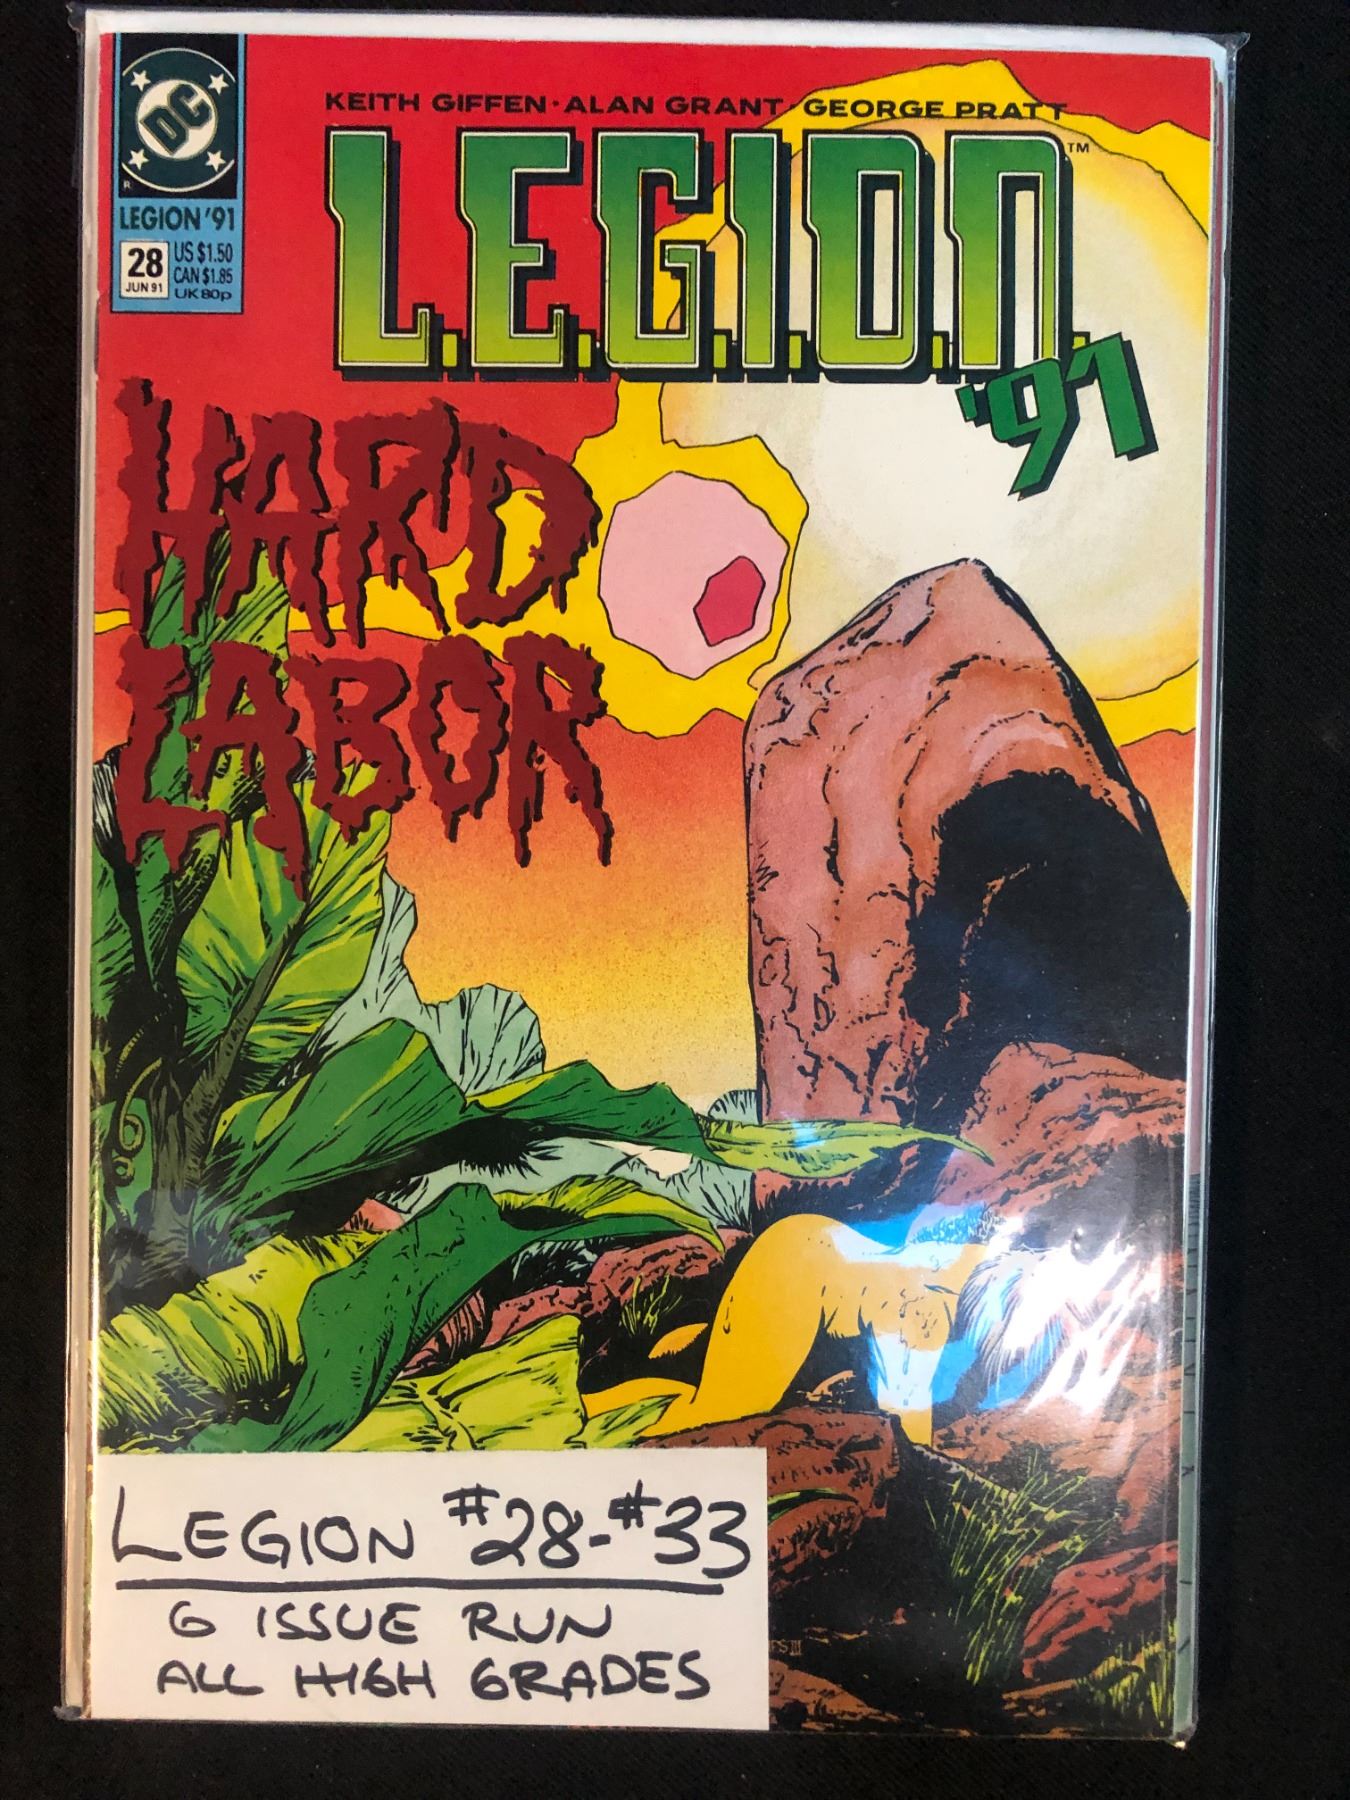 KEITH GIFFEN · ALAN GRANT · GEORGE PRATT
DC
R
L.E.G.I.O.N.™
'91
LEGION '91
28
JUN 91
US $1.50
CAN $1.85
UK 80p
HARD
LABOR
LEGION #28-#33
6 ISSUE RUN
ALL HIGH GRADES